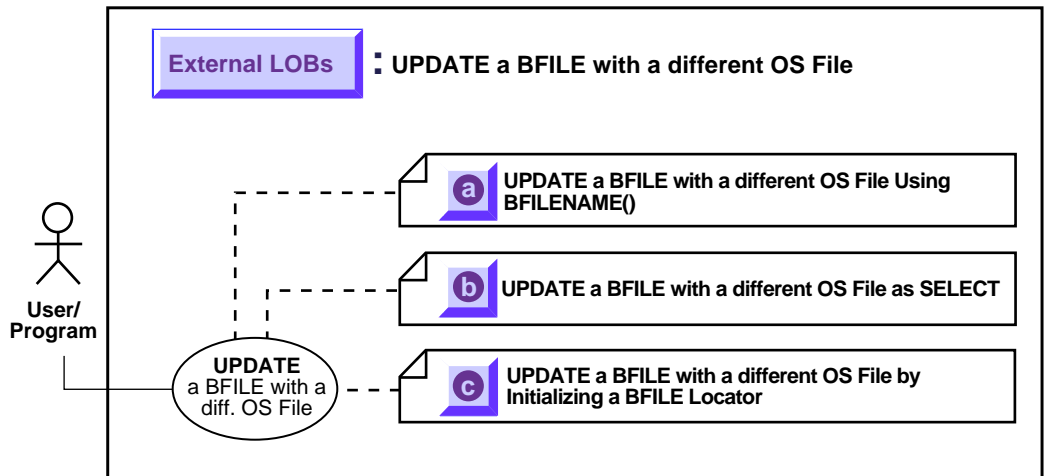 External LOBs : UPDATE a BFILE with a different OS File
a UPDATE a BFILE with a different OS File Using
BFILENAME()
b UPDATE a BFILE with a different OS File as SELECT
User/
Program
UPDATE
a BFILE with a
diff. OS File
c UPDATE a BFILE with a different OS File by
Initializing a BFILE Locator